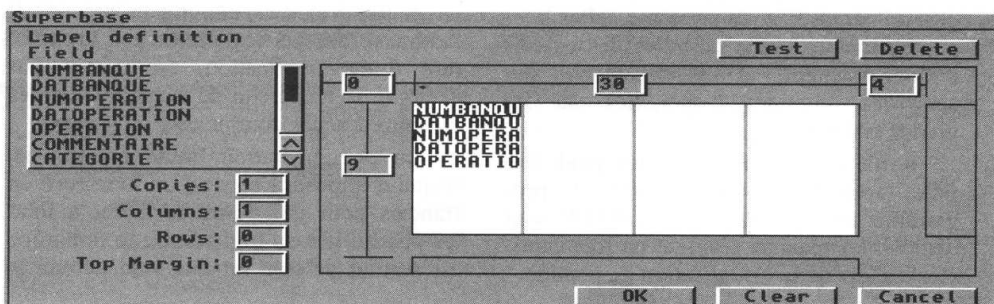 Superbase
Label definition
Field
Test Delete
NUMBANQUE
DATBANQUE
NUMOPERATION
DATOPERATION
OPERATION
COMMENTAIRE
CATEGORIE
0 30 4
NUMBANQU
DATBANQU
NUMOPERA
DATOPERA
OPERATIO
9
Copies: 1
Columns: 1
Rows: 0
Top Margin: 0
OK Clear Cancel